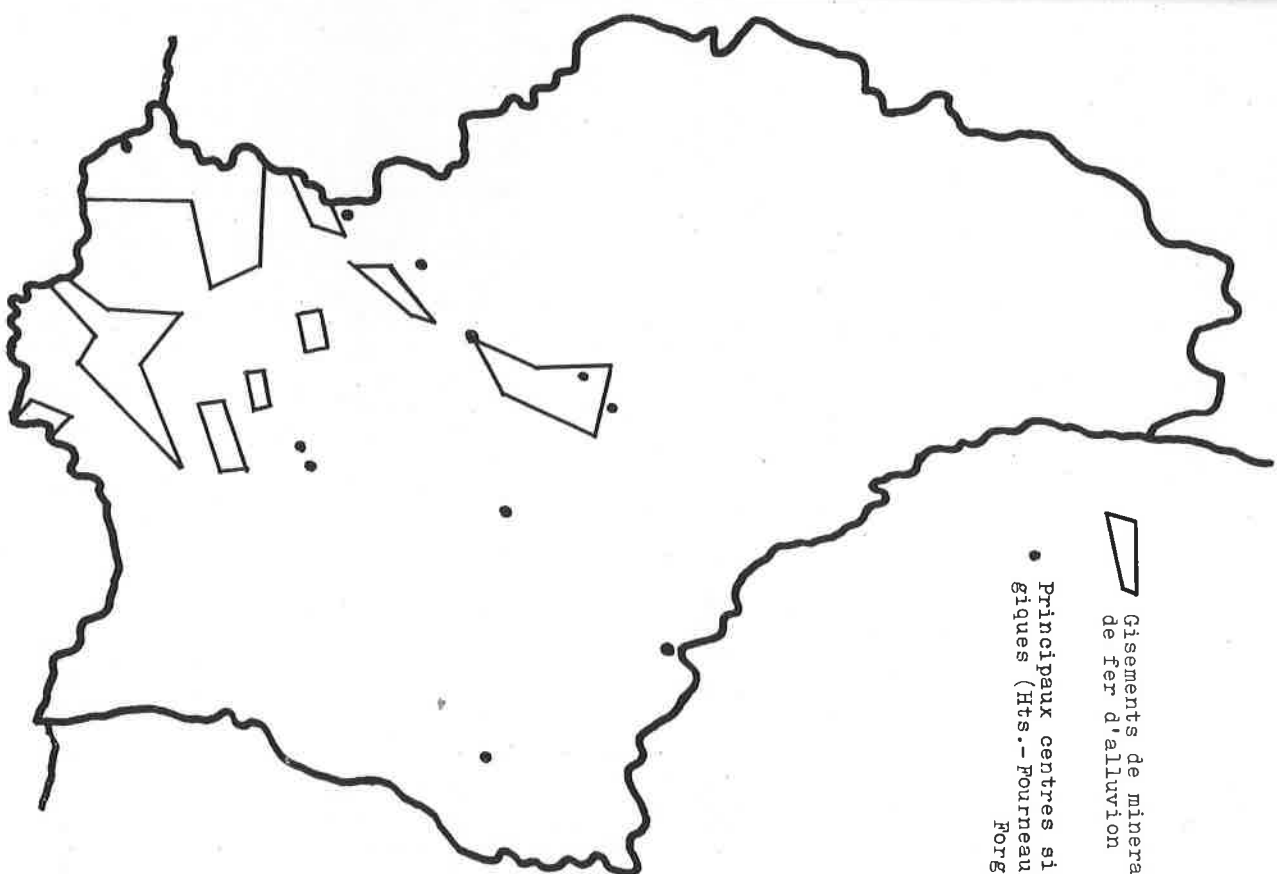 Gisements de minera
de fer d'alluvion
Principaux centres si
giques (Hts.-Fourneau
Forg